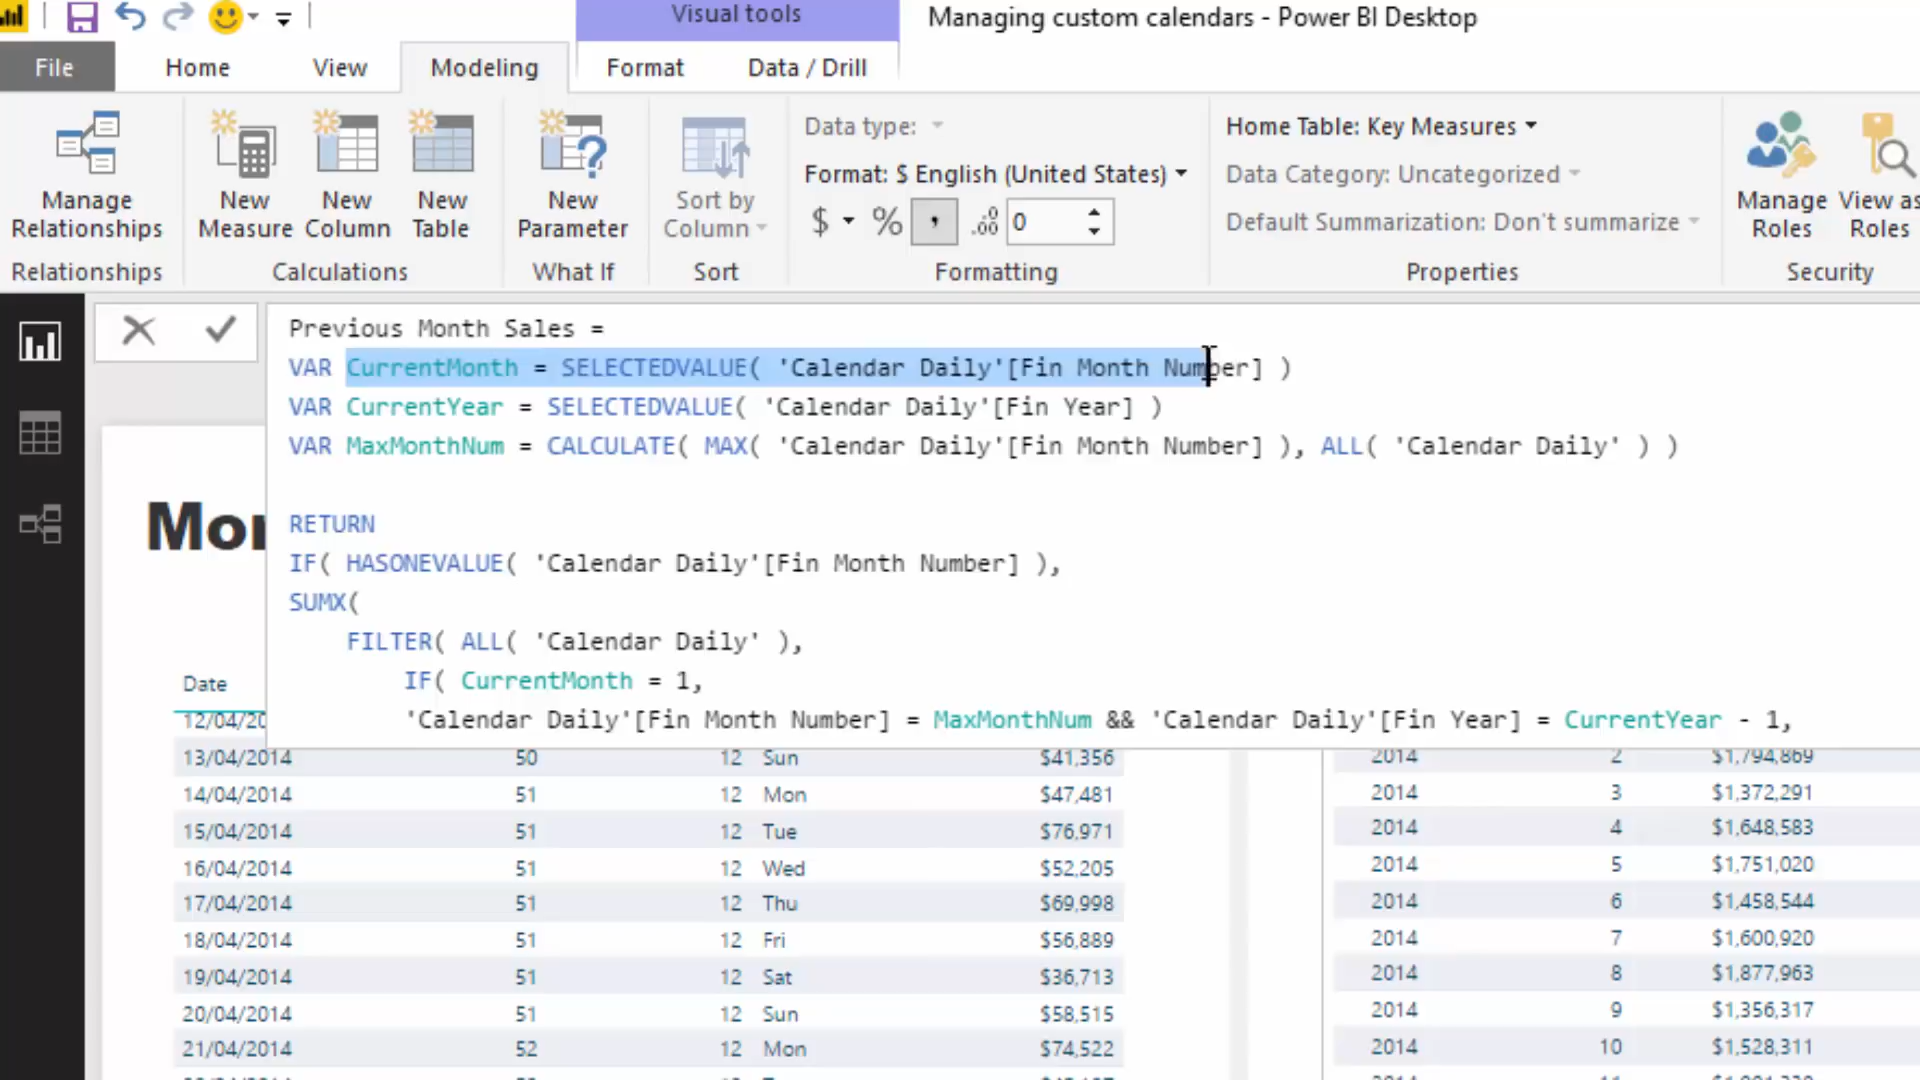 Visual tools
Managing custom calendars - Power BI Desktop
File Home View Modeling Format Data / Drill
Manage Relationships
New Measure
New Column
New Table
New Parameter
Sort by Column
Data type:
Format: $ English (United States)
$ % , .00 0
Home Table: Key Measures
Data Category: Uncategorized
Default Summarization: Don't summarize
Manage Roles
View as Roles
Relationships Calculations What If Sort Formatting Properties Security
Previous Month Sales =
VAR CurrentMonth = SELECTEDVALUE( 'Calendar Daily'[Fin Month Number] )
VAR CurrentYear = SELECTEDVALUE( 'Calendar Daily'[Fin Year] )
VAR MaxMonthNum = CALCULATE( MAX( 'Calendar Daily'[Fin Month Number] ), ALL( 'Calendar Daily' ) )
RETURN
IF( HASONEVALUE( 'Calendar Daily'[Fin Month Number] ),
SUMX(
FILTER( ALL( 'Calendar Daily' ),
IF( CurrentMonth = 1,
'Calendar Daily'[Fin Month Number] = MaxMonthNum && 'Calendar Daily'[Fin Year] = CurrentYear - 1,
Mon
Date
12/04/20
13/04/2014 50 12 Sun $41,356
14/04/2014 51 12 Mon $47,481
15/04/2014 51 12 Tue $76,971
16/04/2014 51 12 Wed $52,205
17/04/2014 51 12 Thu $69,998
18/04/2014 51 12 Fri $56,889
19/04/2014 51 12 Sat $36,713
20/04/2014 51 12 Sun $58,515
21/04/2014 52 12 Mon $74,522
2014 2 $1,794,869
2014 3 $1,372,291
2014 4 $1,648,583
2014 5 $1,751,020
2014 6 $1,458,544
2014 7 $1,600,920
2014 8 $1,877,963
2014 9 $1,356,317
2014 10 $1,528,311